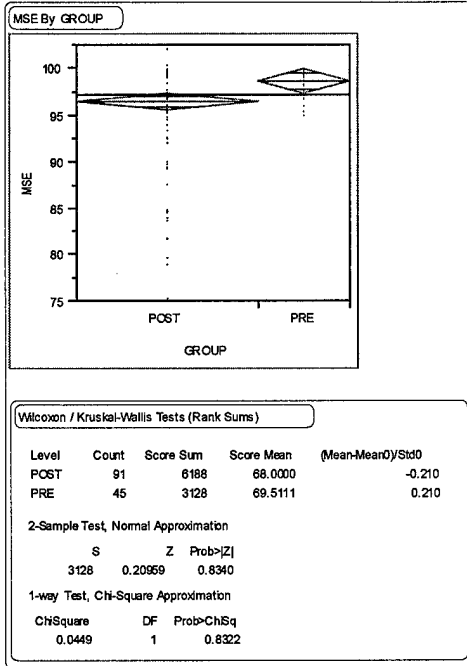 MSE By GROUP
100
95
90
85
80
75
MSE
POST PRE
GROUP
Wilcoxon / Kruskal-Wallis Tests (Rank Sums)
Level Count Score Sum Score Mean (Mean-Mean0)/Std0
POST 91 6188 68.0000 -0.210
PRE 45 3128 69.5111 0.210
2-Sample Test, Normal Approximation
S Z Prob>|Z|
3128 0.20959 0.8340
1-way Test, Chi-Square Approximation
ChiSquare DF Prob>ChiSq
0.0449 1 0.8322